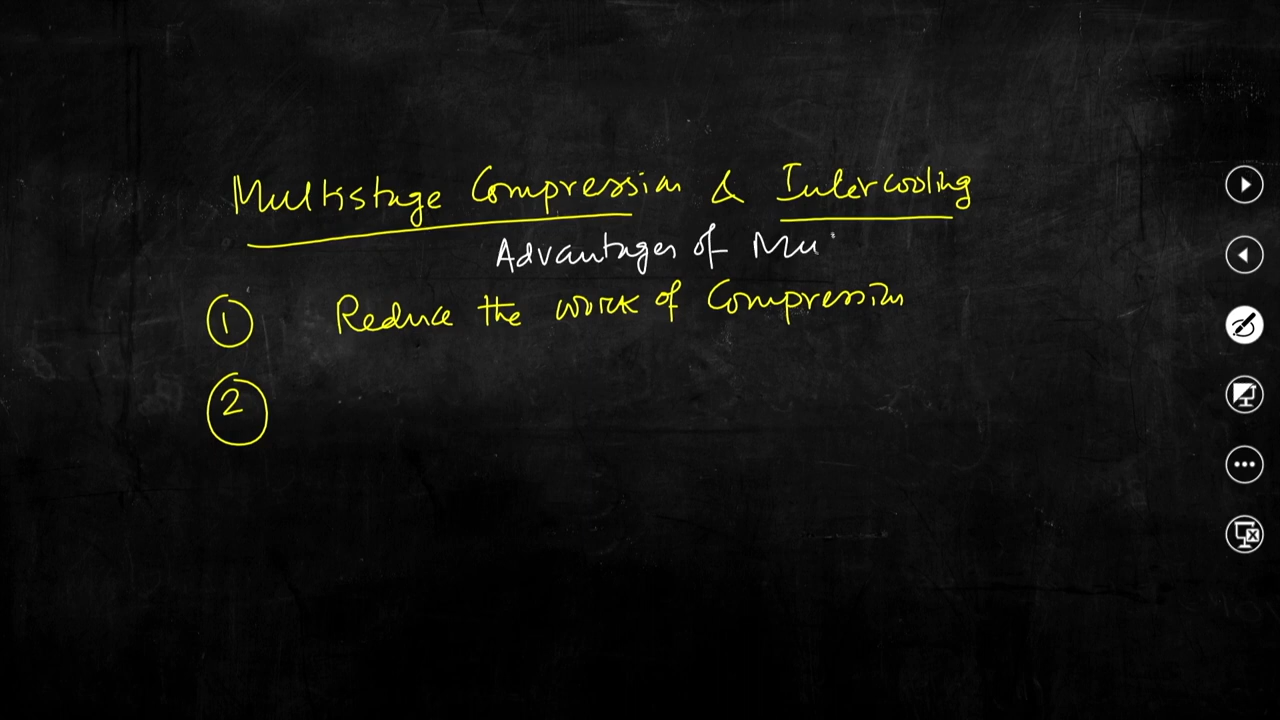 Multistage Compression & Intercooling
Advantages of Mu
① Reduce the work of Compression
②